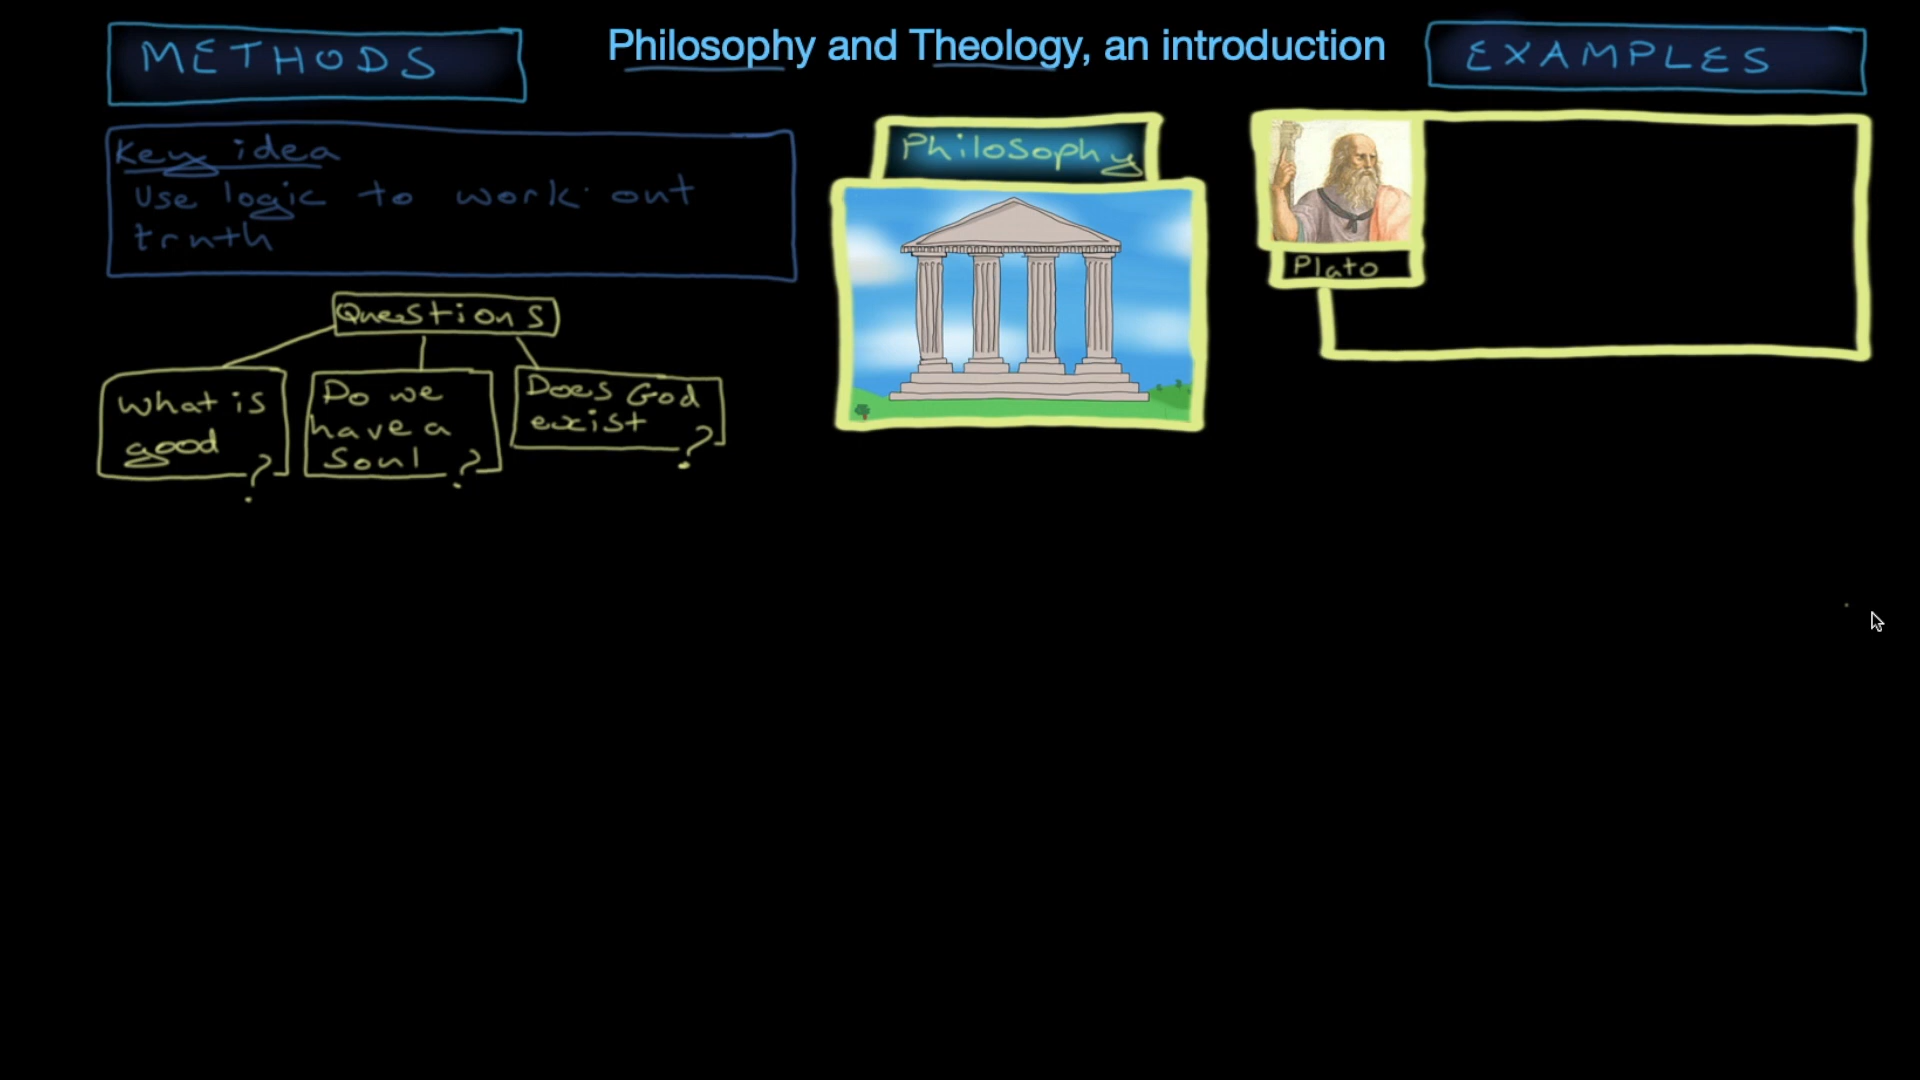 METHODS
Philosophy and Theology, an introduction
EXAMPLES
Key idea
Use logic to work out
truth
Philosophy
Plato
Questions
What is
good
?
Do we
have a
soul ?
Does God
exist
?